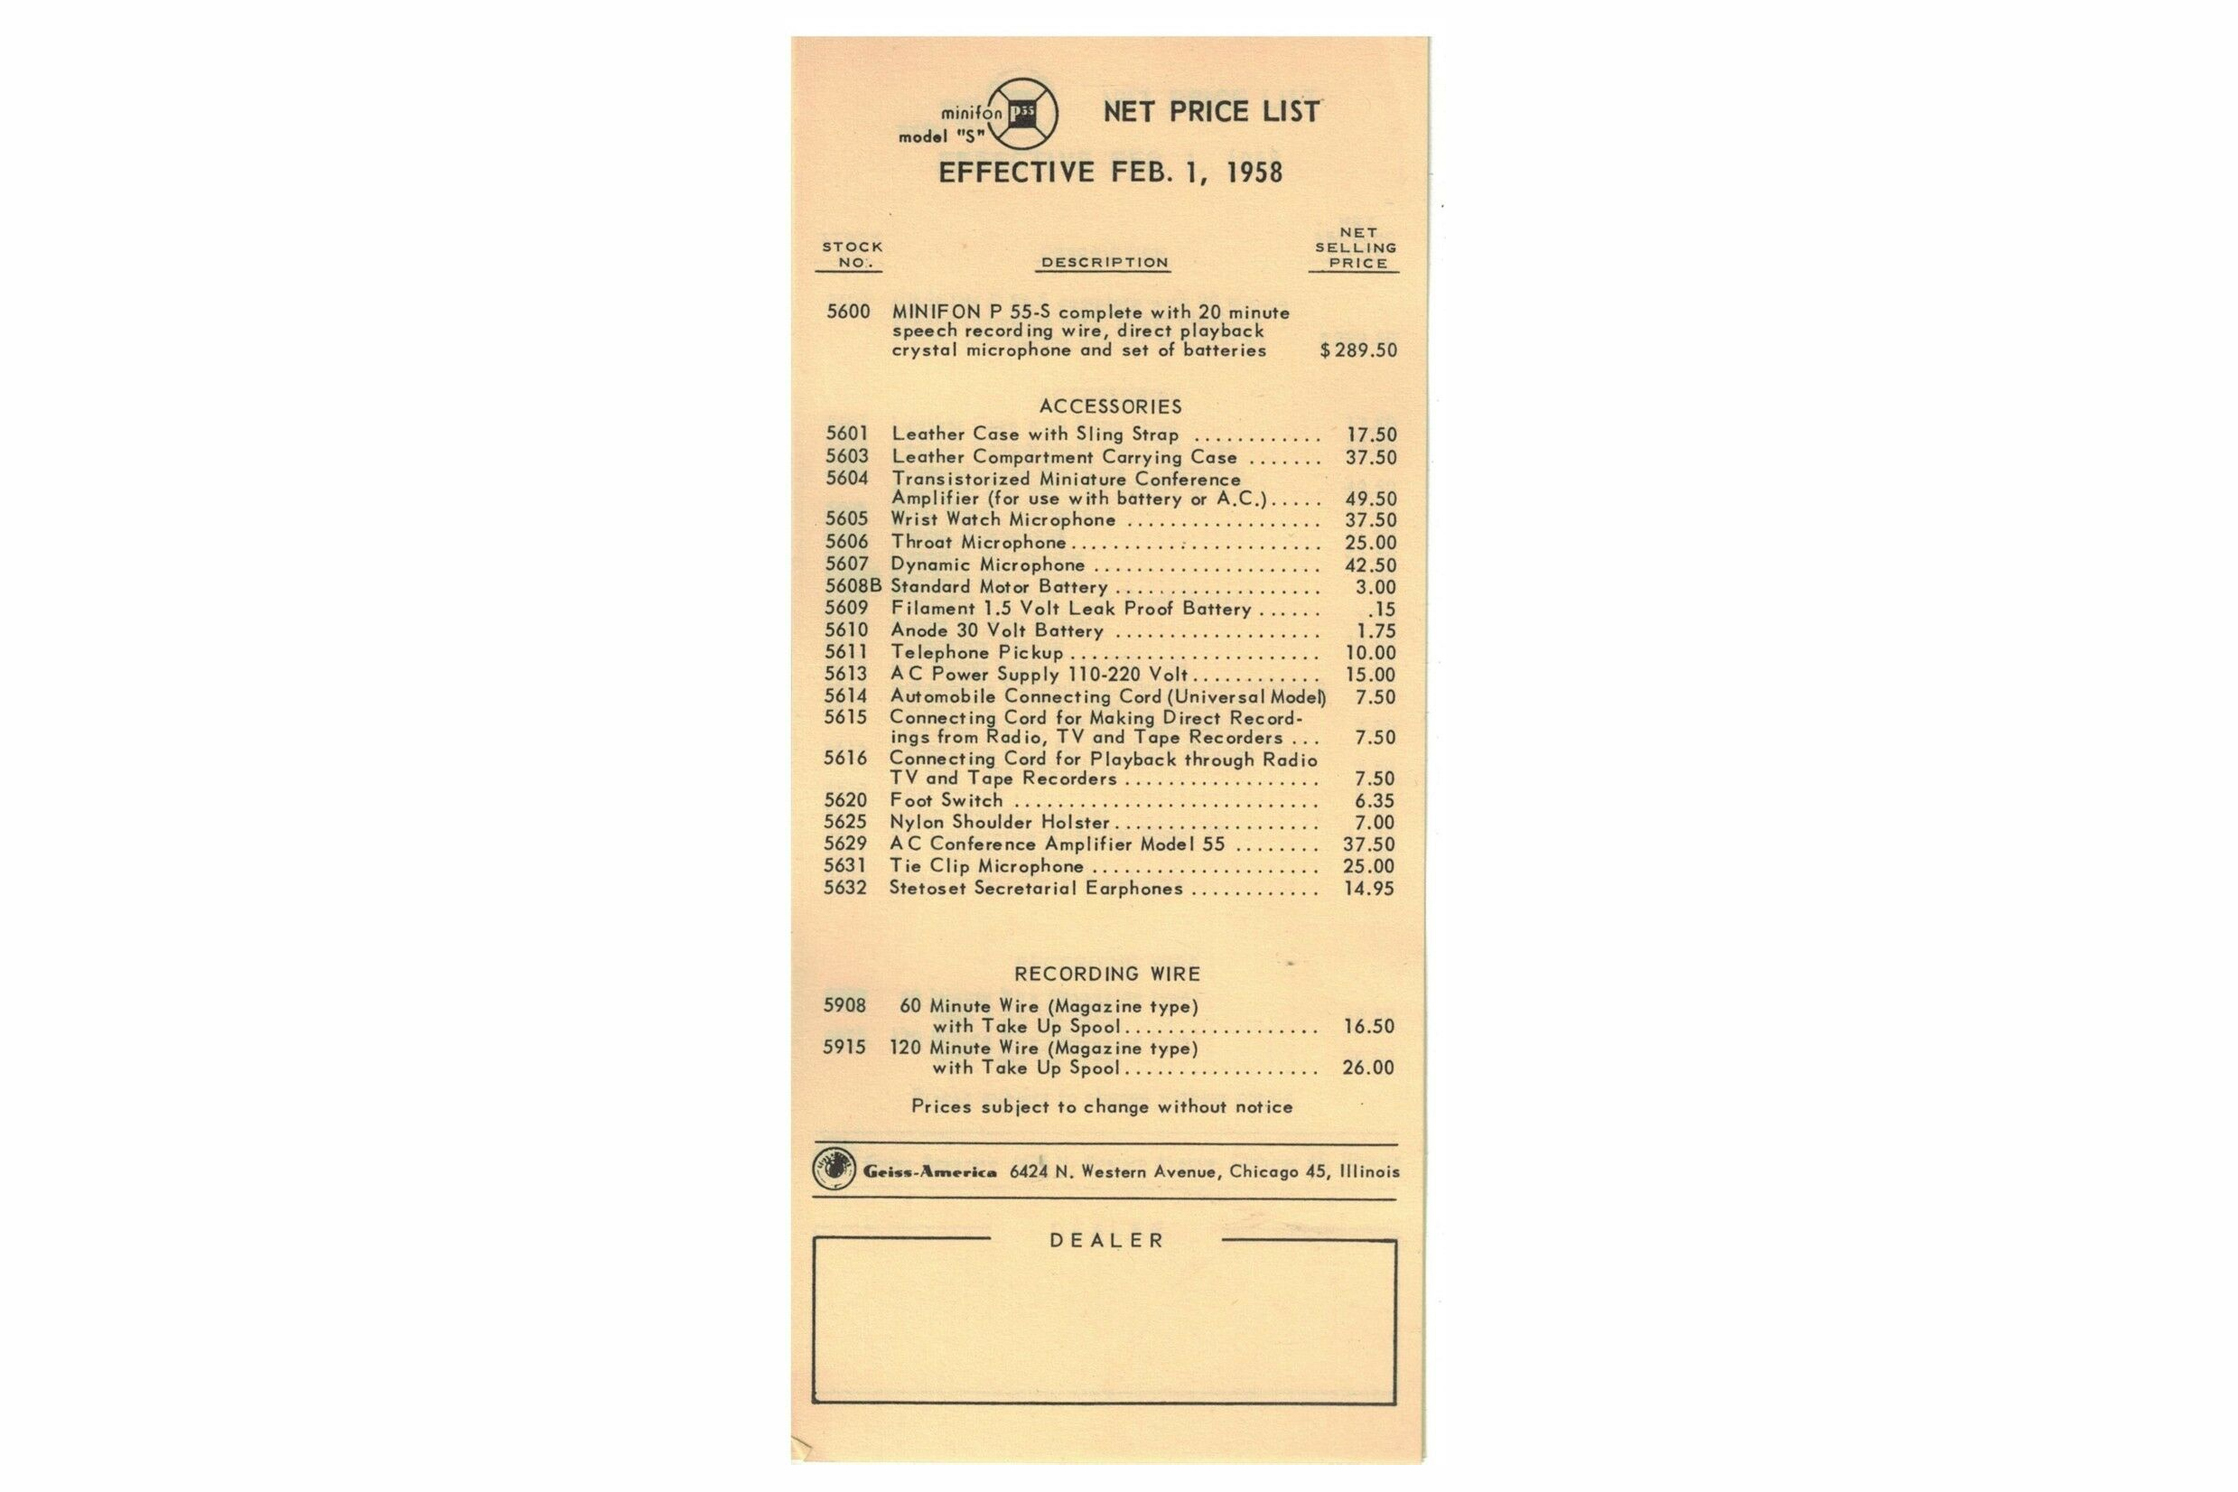 minifon P55 NET PRICE LIST
model "S"
EFFECTIVE FEB. 1, 1958
STOCK NO. DESCRIPTION NET SELLING PRICE
5600 MINIFON P 55-S complete with 20 minute
speech recording wire, direct playback
crystal microphone and set of batteries $289.50
ACCESSORIES
5601 Leather Case with Sling Strap ............ 17.50
5603 Leather Compartment Carrying Case ....... 37.50
5604 Transistorized Miniature Conference
Amplifier (for use with battery or A.C.)..... 49.50
5605 Wrist Watch Microphone .................. 37.50
5606 Throat Microphone....................... 25.00
5607 Dynamic Microphone ..................... 42.50
5608B Standard Motor Battery ................... 3.00
5609 Filament 1.5 Volt Leak Proof Battery ...... .15
5610 Anode 30 Volt Battery ................... 1.75
5611 Telephone Pickup ....................... 10.00
5613 AC Power Supply 110-220 Volt............ 15.00
5614 Automobile Connecting Cord (Universal Model) 7.50
5615 Connecting Cord for Making Direct Record-
ings from Radio, TV and Tape Recorders ... 7.50
5616 Connecting Cord for Playback through Radio
TV and Tape Recorders .................. 7.50
5620 Foot Switch ............................ 6.35
5625 Nylon Shoulder Holster................... 7.00
5629 AC Conference Amplifier Model 55 ........ 37.50
5631 Tie Clip Microphone ..................... 25.00
5632 Stetoset Secretarial Earphones ............ 14.95
RECORDING WIRE
5908 60 Minute Wire (Magazine type)
with Take Up Spool.................. 16.50
5915 120 Minute Wire (Magazine type)
with Take Up Spool.................. 26.00
Prices subject to change without notice
Geiss-America 6424 N. Western Avenue, Chicago 45, Illinois
DEALER